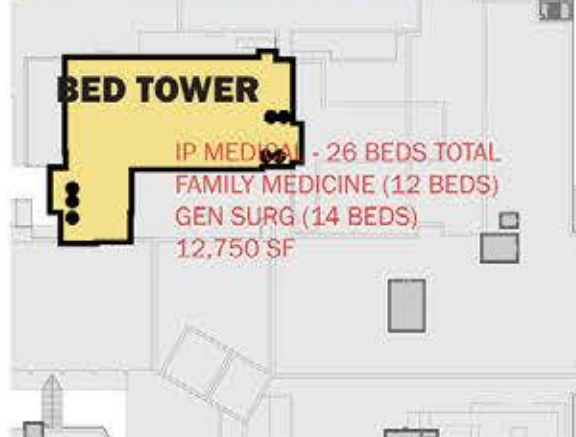 BED TOWER
IP MEDICAL - 26 BEDS TOTAL
FAMILY MEDICINE (12 BEDS)
GEN SURG (14 BEDS)
12,750 SF